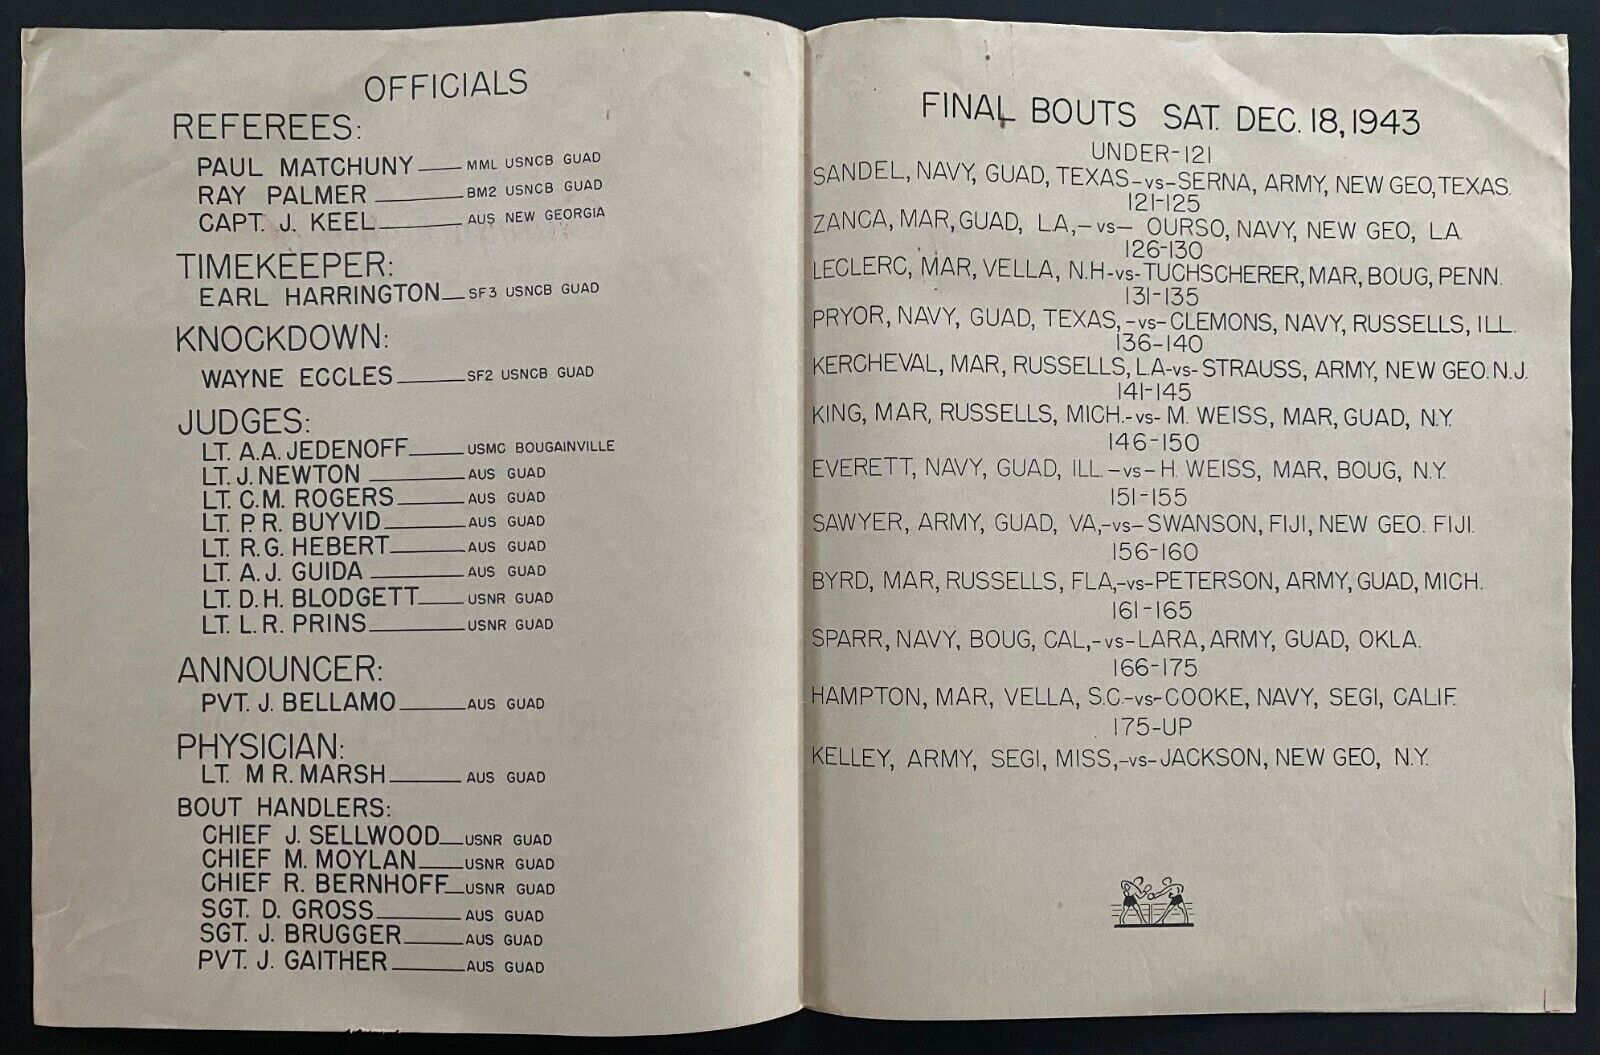 OFFICIALS
REFEREES:
PAUL MATCHUNY MML USNCB GUAD
RAY PALMER BM2 USNCB GUAD
CAPT. J. KEEL AUS NEW GEORGIA
TIMEKEEPER:
EARL HARRINGTON SF3 USNCB GUAD
KNOCKDOWN:
WAYNE ECCLES SF2 USNCB GUAD
JUDGES:
LT. A.A. JEDENOFF USMC BOUGAINVILLE
LT. J. NEWTON AUS GUAD
LT. C.M. ROGERS AUS GUAD
LT. P.R. BUYVID AUS GUAD
LT. R.G. HEBERT AUS GUAD
LT. A.J. GUIDA AUS GUAD
LT. D.H. BLODGETT USNR GUAD
LT. L.R. PRINS USNR GUAD
ANNOUNCER:
PVT. J. BELLAMO AUS GUAD
PHYSICIAN:
LT. M R. MARSH AUS GUAD
BOUT HANDLERS:
CHIEF J. SELLWOOD USNR GUAD
CHIEF M. MOYLAN USNR GUAD
CHIEF R. BERNHOFF USNR GUAD
SGT. D. GROSS AUS GUAD
SGT. J. BRUGGER AUS GUAD
PVT. J. GAITHER AUS GUAD
FINAL BOUTS SAT. DEC. 18, 1943
UNDER-121
SANDEL, NAVY, GUAD, TEXAS-vs-SERNA, ARMY, NEW GEO, TEXAS.
121-125
ZANCA, MAR, GUAD, LA,-vs- OURSO, NAVY, NEW GEO, LA.
126-130
LECLERC, MAR, VELLA, N.H-vs-TUCHSCHERER, MAR, BOUG, PENN.
131-135
PRYOR, NAVY, GUAD, TEXAS,-vs-CLEMONS, NAVY, RUSSELLS, ILL.
136-140
KERCHEVAL, MAR, RUSSELLS, LA-vs-STRAUSS, ARMY, NEW GEO. N.J.
141-145
KING, MAR, RUSSELLS, MICH.-vs-M. WEISS, MAR, GUAD, N.Y.
146-150
EVERETT, NAVY, GUAD, ILL.-vs-H. WEISS, MAR, BOUG, N.Y.
151-155
SAWYER, ARMY, GUAD, VA,-vs-SWANSON, FIJI, NEW GEO. FIJI.
156-160
BYRD, MAR, RUSSELLS, FLA,-vs-PETERSON, ARMY, GUAD, MICH.
161-165
SPARR, NAVY, BOUG, CAL,-vs-LARA, ARMY, GUAD, OKLA.
166-175
HAMPTON, MAR, VELLA, S.C.-vs-COOKE, NAVY, SEGI, CALIF.
175-UP
KELLEY, ARMY, SEGI, MISS,-vs-JACKSON, NEW GEO, N.Y.